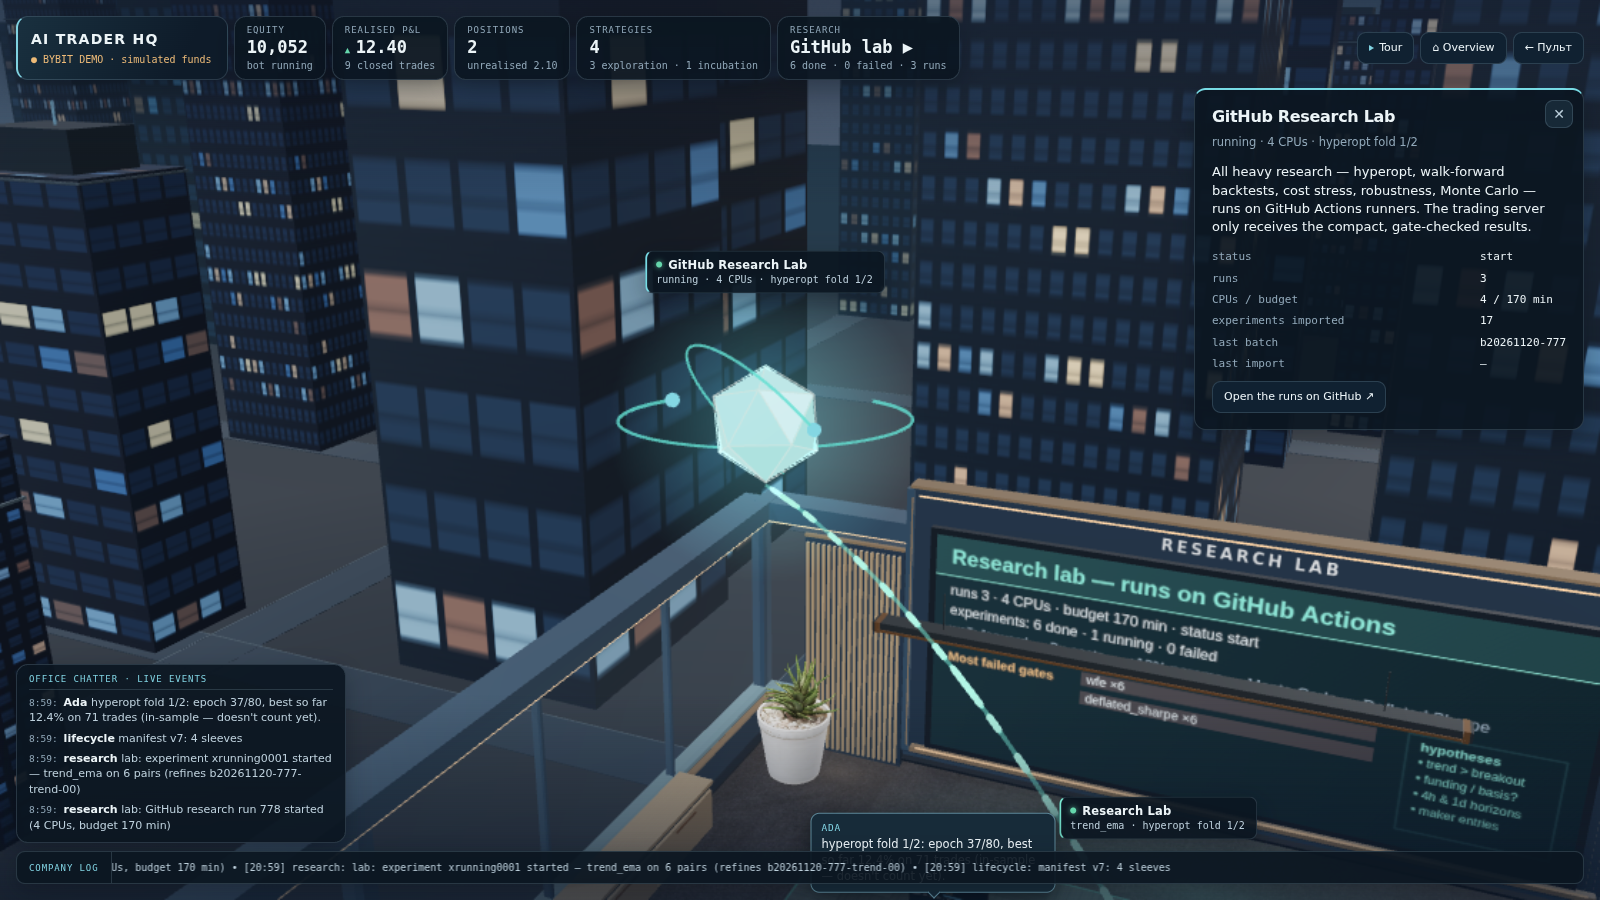 AI TRADER HQ
● BYBIT DEMO · simulated funds
EQUITY
10,052
bot running
REALISED P&L
▲ 12.40
9 closed trades
POSITIONS
2
unrealised 2.10
STRATEGIES
4
3 exploration · 1 incubation
RESEARCH
GitHub lab ▶
6 done · 0 failed · 3 runs
▸ Tour
⌂ Overview
← Пульт
GitHub Research Lab
✕
running · 4 CPUs · hyperopt fold 1/2
All heavy research — hyperopt, walk-forward
backtests, cost stress, robustness, Monte Carlo —
runs on GitHub Actions runners. The trading server
only receives the compact, gate-checked results.
status start
runs 3
CPUs / budget 4 / 170 min
experiments imported 17
last batch b20261120-777
last import —
Open the runs on GitHub ↗
GitHub Research Lab
running · 4 CPUs · hyperopt fold 1/2
RESEARCH LAB
Research lab — runs on GitHub Actions
runs 3 · 4 CPUs · budget 170 min · status start
experiments: 6 done · 1 running · 0 failed
Most failed gates
wfe ×6
deflated_sharpe ×6
hypotheses
• trend > breakout
• funding / basis?
• 4h & 1d horizons
• maker entries
OFFICE CHATTER · LIVE EVENTS
8:59: Ada hyperopt fold 1/2: epoch 37/80, best so far
12.4% on 71 trades (in-sample — doesn't count yet).
8:59: lifecycle manifest v7: 4 sleeves
8:59: research lab: experiment xrunning0001 started
— trend_ema on 6 pairs (refines b20261120-777-
trend-00)
8:59: research lab: GitHub research run 778 started
(4 CPUs, budget 170 min)
Research Lab
trend_ema · hyperopt fold 1/2
ADA
hyperopt fold 1/2: epoch 37/80, best
so far 12.4% on 71 trades (in-sample
— doesn't count yet).
COMPANY LOG
Us, budget 170 min) • [20:59] research: lab: experiment xrunning0001 started — trend_ema on 6 pairs (refines b20261120-777-trend-00) • [20:59] lifecycle: manifest v7: 4 sleeves